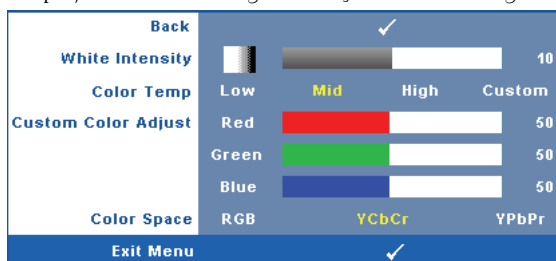 Back
White Intensity 10
Color Temp Low Mid High Custom
Custom Color Adjust Red 50
Green 50
Blue 50
Color Space RGB YCbCr YPbPr
Exit Menu